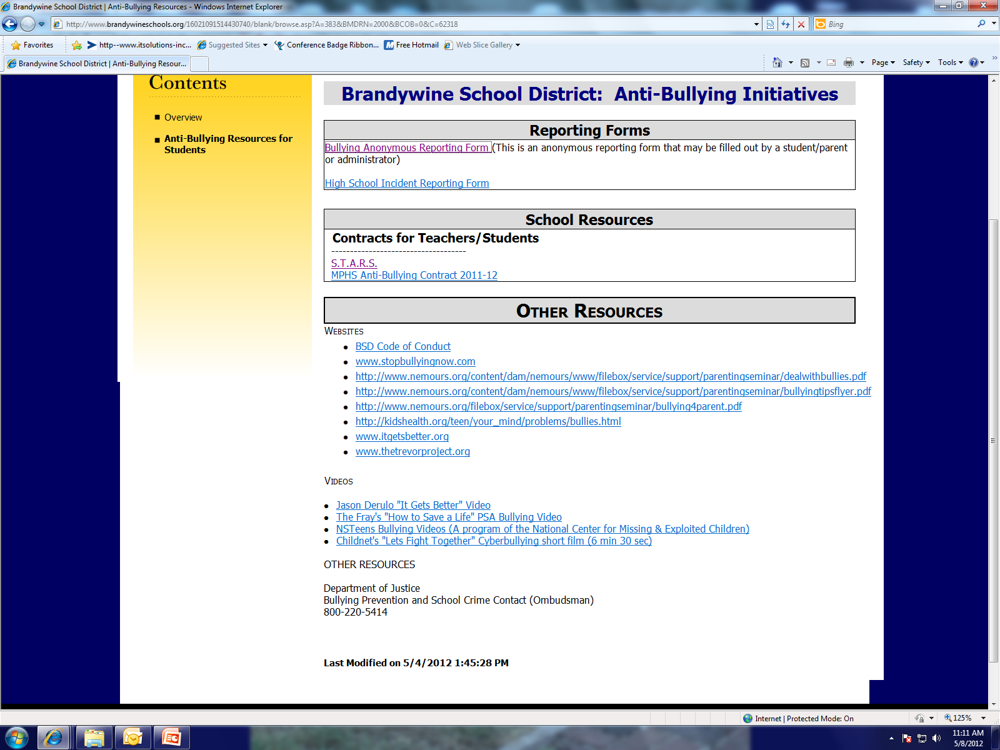 Brandywine School District | Anti-Bullying Resources - Windows Internet Explorer
http://www.brandywineschools.org/16021091514430740/blank/browse.asp?A=383&BMDRN=2000&BCOB=0&C=62318
Bing
Favorites
http--www.itsolutions-inc...
Suggested Sites
Conference Badge Ribbon...
Free Hotmail
Web Slice Gallery
Brandywine School District | Anti-Bullying Resour...
Page
Safety
Tools
Contents
Overview
Anti-Bullying Resources for
Students
Brandywine School District:  Anti-Bullying Initiatives
Reporting Forms
Bullying Anonymous Reporting Form (This is an anonymous reporting form that may be filled out by a student/parent
or administrator)
High School Incident Reporting Form
School Resources
Contracts for Teachers/Students
------------------------------------
S.T.A.R.S.
MPHS Anti-Bullying Contract 2011-12
OTHER RESOURCES
WEBSITES
BSD Code of Conduct
www.stopbullyingnow.com
http://www.nemours.org/content/dam/nemours/www/filebox/service/support/parentingseminar/dealwithbullies.pdf
http://www.nemours.org/content/dam/nemours/www/filebox/service/support/parentingseminar/bullyingtipsflyer.pdf
http://www.nemours.org/filebox/service/support/parentingseminar/bullying4parent.pdf
http://kidshealth.org/teen/your_mind/problems/bullies.html
www.itgetsbetter.org
www.thetrevorproject.org
VIDEOS
Jason Derulo "It Gets Better" Video
The Fray's "How to Save a Life" PSA Bullying Video
NSTeens Bullying Videos (A program of the National Center for Missing & Exploited Children)
Childnet's "Lets Fight Together" Cyberbullying short film (6 min 30 sec)
OTHER RESOURCES
Department of Justice
Bullying Prevention and School Crime Contact (Ombudsman)
800-220-5414
Last Modified on 5/4/2012 1:45:28 PM
Internet | Protected Mode: On
125%
11:11 AM
5/8/2012